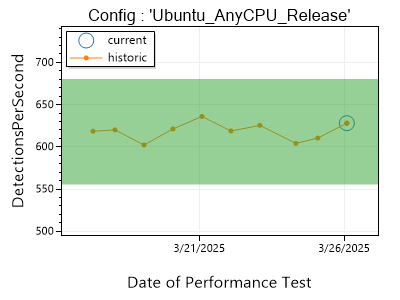 Config : 'Ubuntu_AnyCPU_Release'
current
historic
DetectionsPerSecond
700
650
600
550
500
3/21/2025
3/26/2025
Date of Performance Test